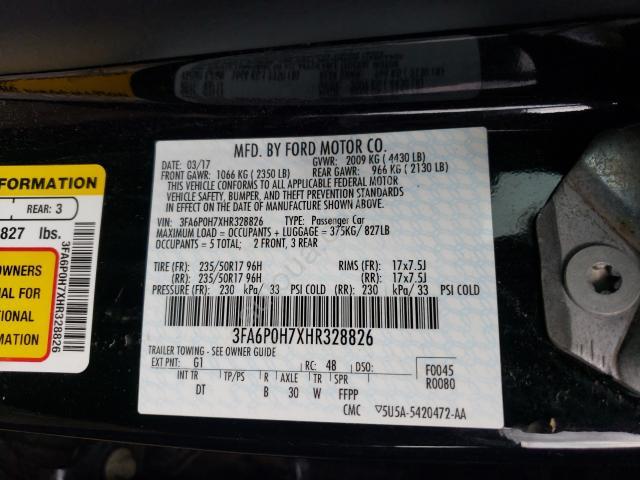 MFD. BY FORD MOTOR CO.
DATE: 03/17 GVWR: 2009 KG ( 4430 LB)
FRONT GAWR: 1066 KG ( 2350 LB) REAR GAWR: 966 KG ( 2130 LB)
THIS VEHICLE CONFORMS TO ALL APPLICABLE FEDERAL MOTOR
VEHICLE SAFETY, BUMPER, AND THEFT PREVENTION STANDARDS
IN EFFECT ON THE DATE OF MANUFACTURE SHOWN ABOVE.
VIN: 3FA6P0H7XHR328826 TYPE: Passenger Car
MAXIMUM LOAD = OCCUPANTS + LUGGAGE = 375KG/ 827LB
OCCUPANTS = 5 TOTAL; 2 FRONT, 3 REAR
TIRE (FR): 235/50R17 96H RIMS (FR): 17x7.5J
(RR): 235/50R17 96H (RR): 17x7.5J
PRESSURE (FR): 230 kPa/ 33 PSI COLD (RR): 230 kPa/ 33 PSI COLD
3FA6P0H7XHR328826
TRAILER TOWING - SEE OWNER GUIDE
EXT PNT: G1 RC: 48 DSO: F0045
R0080
INT TR TP/PS R AXLE TR SPR
DT B 30 W FFPP
CMC 5U5A-5420472-AA
FORMATION
REAR: 3
827 lbs.
OWNERS
AL FOR
TIONAL
3FA6P0H7XHR328826